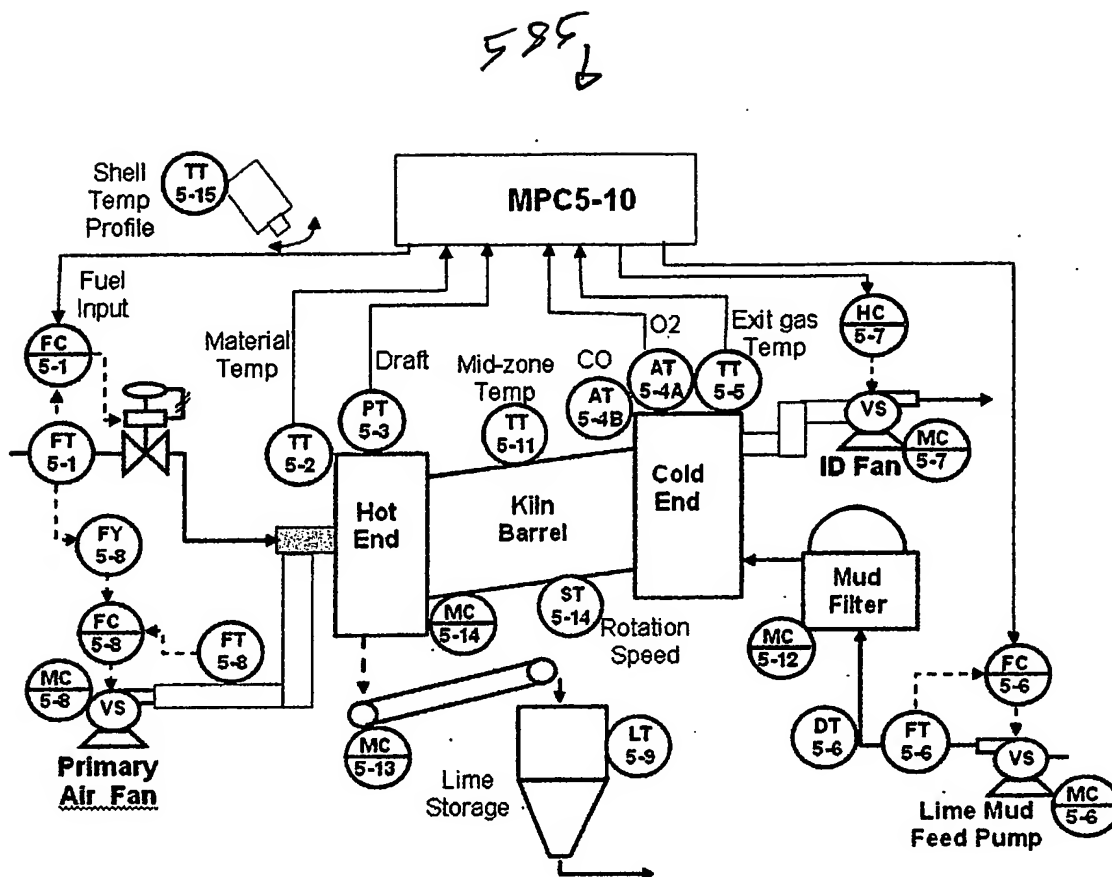 585
MPC5-10
Shell
Temp
Profile
TT
5-15
Fuel
Input
FC
5-1
FT
5-1
Material
Temp
TT
5-2
Draft
PT
5-3
Mid-zone
Temp
TT
5-11
CO
AT
5-4B
O2
AT
5-4A
Exit gas
Temp
TT
5-5
HC
5-7
VS
MC
5-7
ID Fan
Hot
End
Kiln
Barrel
Cold
End
FY
5-8
FC
5-8
FT
5-8
MC
5-8
VS
Primary
Air Fan
MC
5-14
ST
5-14
Rotation
Speed
Mud
Filter
MC
5-12
FC
5-6
DT
5-6
FT
5-6
VS
MC
5-6
Lime Mud
Feed Pump
MC
5-13
Lime
Storage
LT
5-9